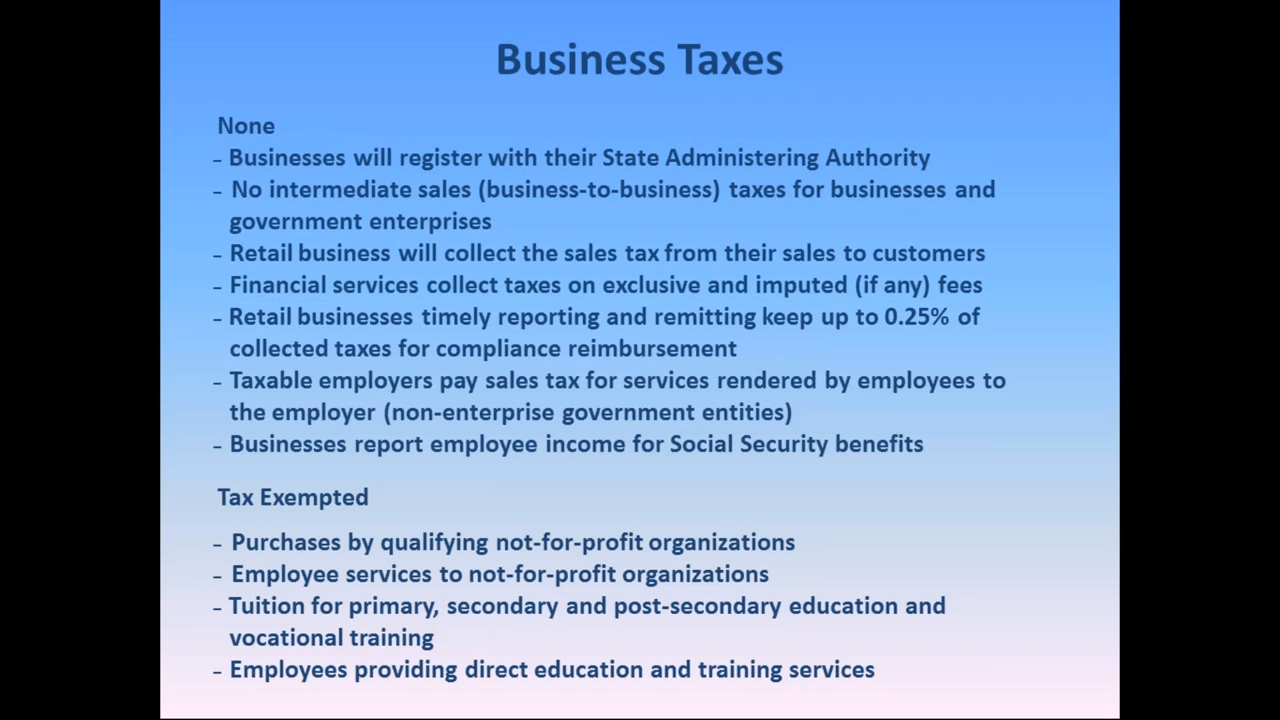 Business Taxes
None
- Businesses will register with their State Administering Authority
- No intermediate sales (business-to-business) taxes for businesses and
government enterprises
- Retail business will collect the sales tax from their sales to customers
- Financial services collect taxes on exclusive and imputed (if any) fees
- Retail businesses timely reporting and remitting keep up to 0.25% of
collected taxes for compliance reimbursement
- Taxable employers pay sales tax for services rendered by employees to
the employer (non-enterprise government entities)
- Businesses report employee income for Social Security benefits
Tax Exempted
- Purchases by qualifying not-for-profit organizations
- Employee services to not-for-profit organizations
- Tuition for primary, secondary and post-secondary education and
vocational training
- Employees providing direct education and training services